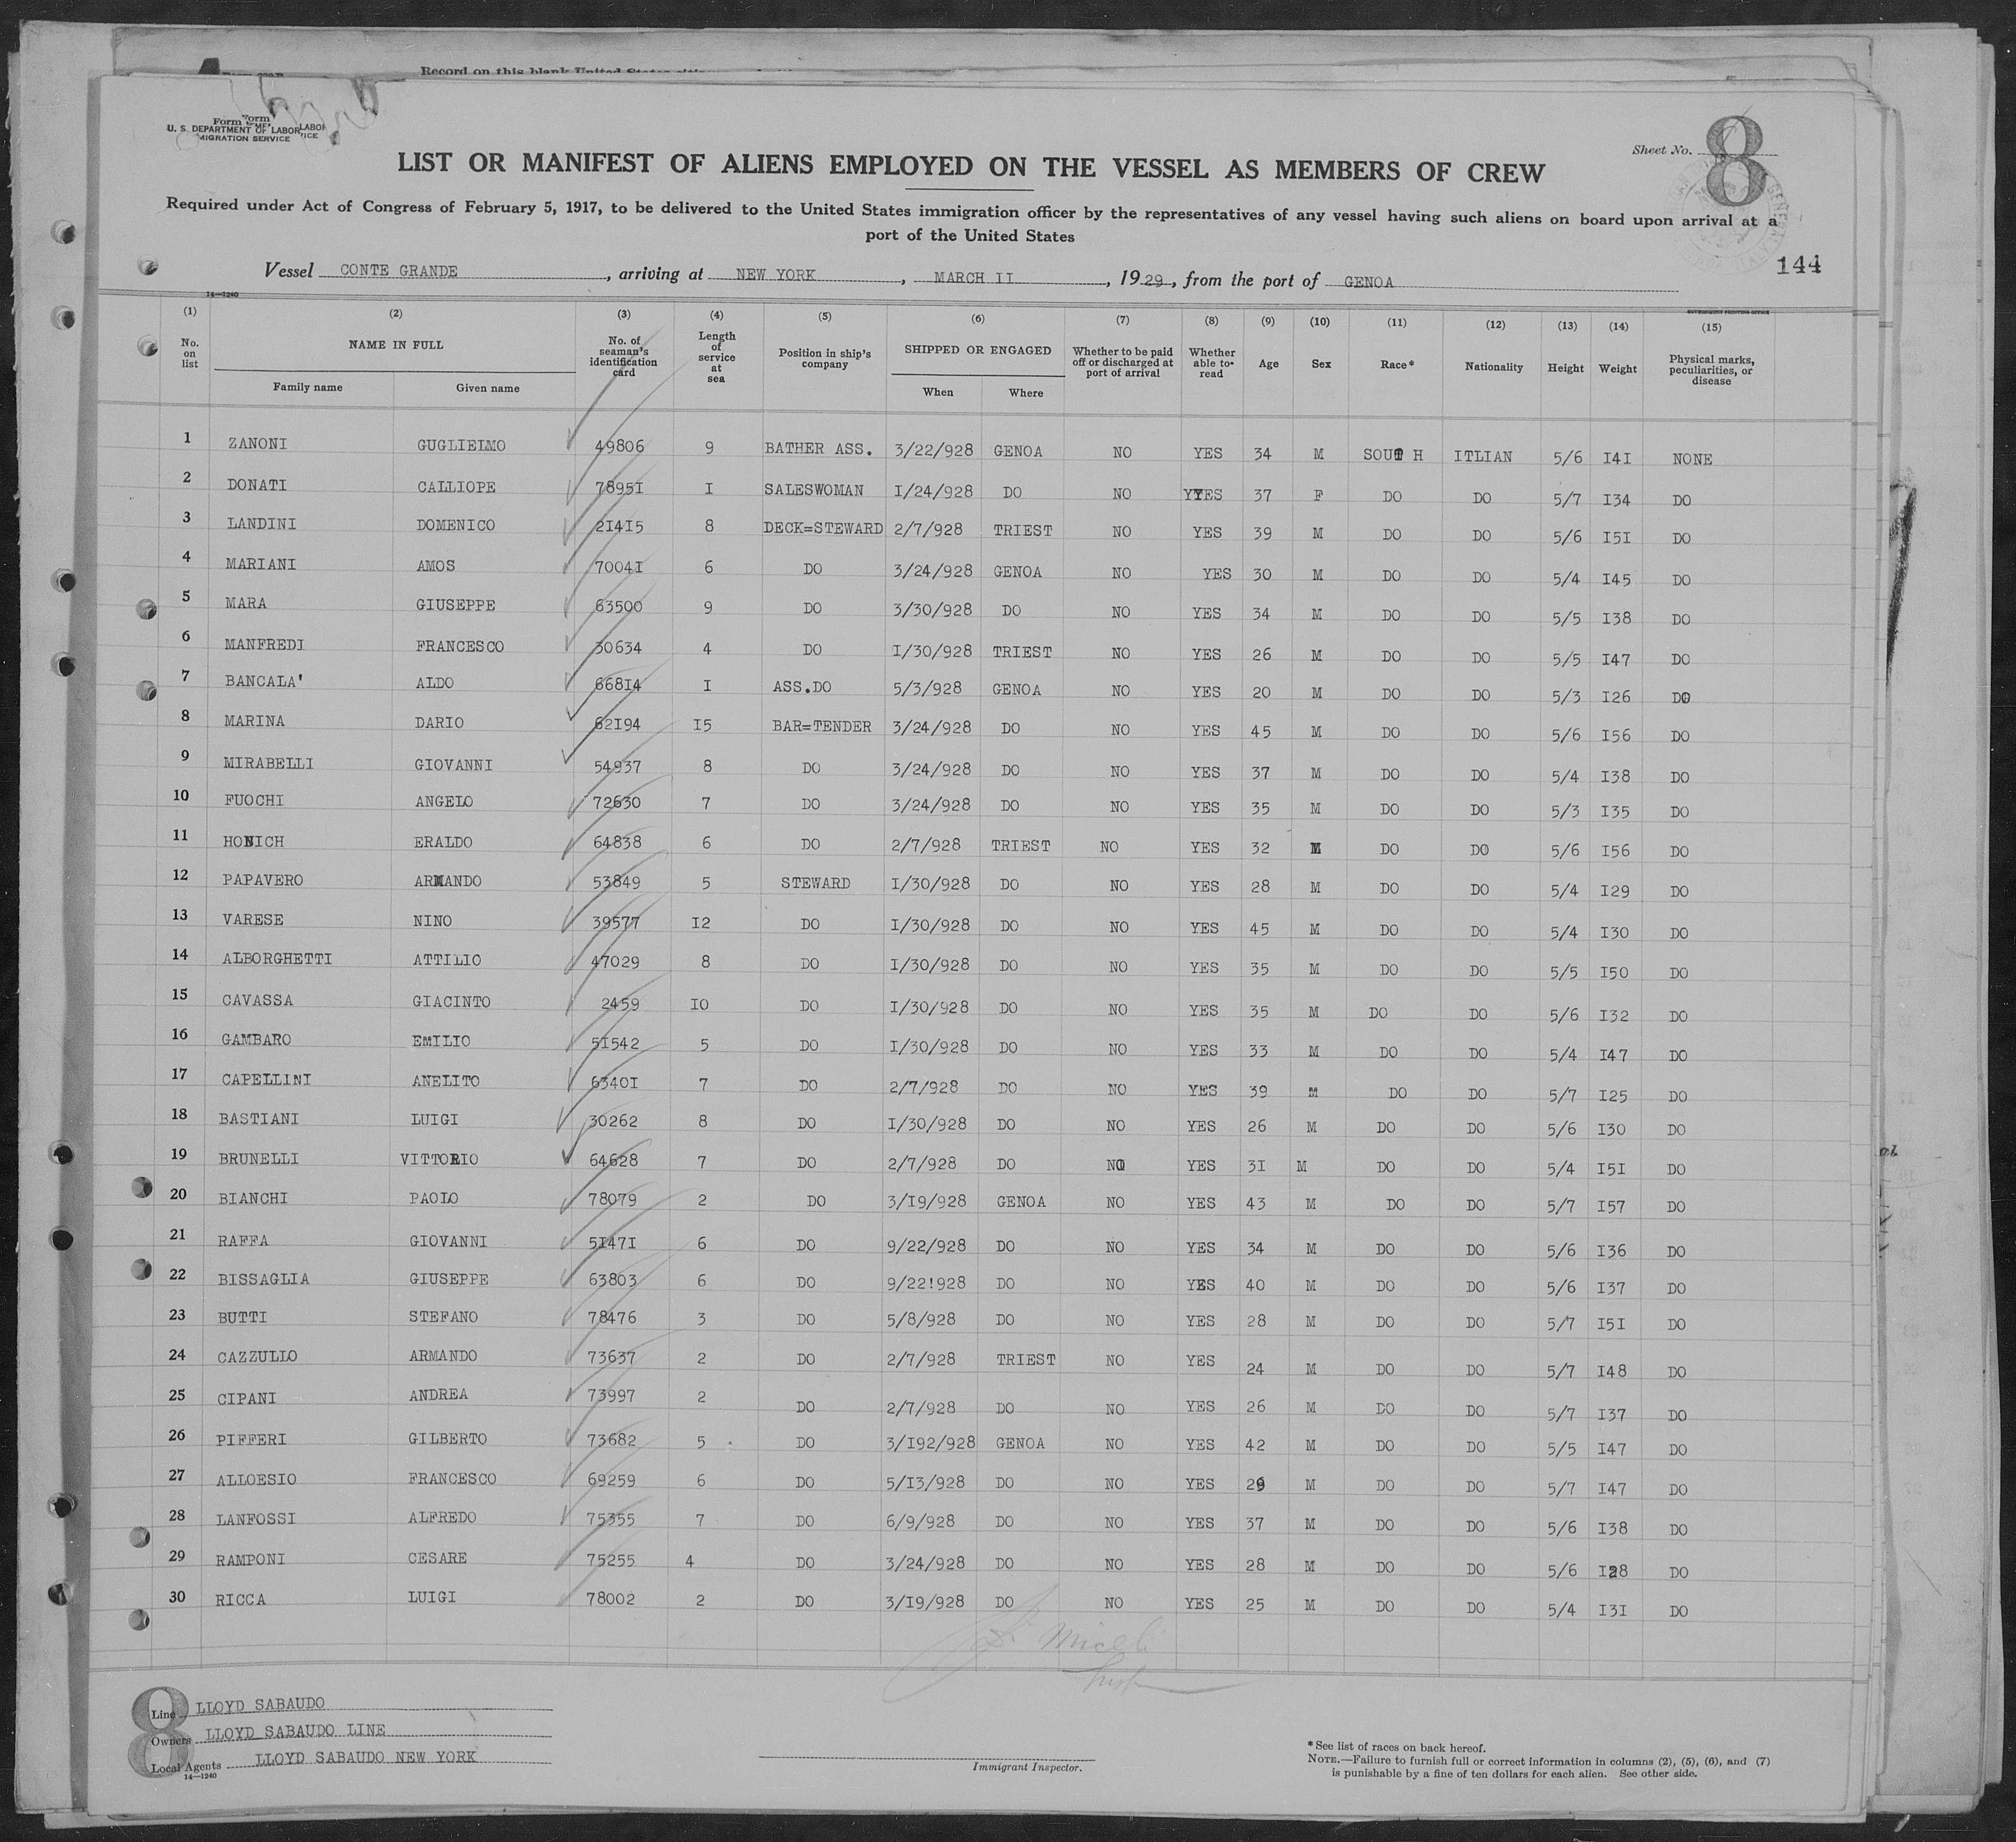 Record on this blank United States
Form
U. S. DEPARTMENT OF LABOR
IMMIGRATION SERVICE
Sheet No. 8
LIST OR MANIFEST OF ALIENS EMPLOYED ON THE VESSEL AS MEMBERS OF CREW
Required under Act of Congress of February 5, 1917, to be delivered to the United States immigration officer by the representatives of any vessel having such aliens on board upon arrival at a
port of the United States
144
Vessel CONTE GRANDE, arriving at NEW YORK, MARCH II, 1929, from the port of GENOA
14—1240
(1) (2) (3) (4) (5) (6) (7) (8) (9) (10) (11) (12) (13) (14) (15)
No. on list NAME IN FULL Family name Given name No. of seaman's identification card Length of service at sea Position in ship's company SHIPPED OR ENGAGED When Where Whether to be paid off or discharged at port of arrival Whether able to read Age Sex Race* Nationality Height Weight Physical marks, peculiarities, or disease
1 ZANONI GUGLIELMO 49806 9 BATHER ASS. 3/22/928 GENOA NO YES 34 M SOUTH ITLIAN 5/6 I4I NONE
2 DONATI CALLIOPE 7895I I SALESWOMAN I/24/928 DO NO YYES 37 F DO DO 5/7 I34 DO
3 LANDINI DOMENICO 2I4I5 8 DECK=STEWARD 2/7/928 TRIEST NO YES 39 M DO DO 5/6 I5I DO
4 MARIANI AMOS 7004I 6 DO 3/24/928 GENOA NO YES 30 M DO DO 5/4 I45 DO
5 MARA GIUSEPPE 63500 9 DO 3/30/928 DO NO YES 34 M DO DO 5/5 I38 DO
6 MANFREDI FRANCESCO 30634 4 DO I/30/928 TRIEST NO YES 26 M DO DO 5/5 I47 DO
7 BANCALA' ALDO 668I4 I ASS.DO 5/3/928 GENOA NO YES 20 M DO DO 5/3 I26 DO
8 MARINA DARIO 62I94 I5 BAR=TENDER 3/24/928 DO NO YES 45 M DO DO 5/6 I56 DO
9 MIRABELLI GIOVANNI 54937 8 DO 3/24/928 DO NO YES 37 M DO DO 5/4 I38 DO
10 FUOCHI ANGELO 72630 7 DO 3/24/928 DO NO YES 35 M DO DO 5/3 I35 DO
11 HONICH ERALDO 64838 6 DO 2/7/928 TRIEST NO YES 32 M DO DO 5/6 I56 DO
12 PAPAVERO ARMANDO 53849 5 STEWARD I/30/928 DO NO YES 28 M DO DO 5/4 I29 DO
13 VARESE NINO 39577 I2 DO I/30/928 DO NO YES 45 M DO DO 5/4 I30 DO
14 ALBORGHETTI ATTILIO 47029 8 DO I/30/928 DO NO YES 35 M DO DO 5/5 I50 DO
15 CAVASSA GIACINTO 2459 IO DO I/30/928 DO NO YES 35 M DO DO 5/6 I32 DO
16 GAMBARO EMILIO 5I542 5 DO I/30/928 DO NO YES 33 M DO DO 5/4 I47 DO
17 CAPELLINI ANELITO 6340I 7 DO 2/7/928 DO NO YES 39 M DO DO 5/7 I25 DO
18 BASTIANI LUIGI 30262 8 DO I/30/928 DO NO YES 26 M DO DO 5/6 I30 DO
19 BRUNELLI VITTORIO 64628 7 DO 2/7/928 DO NO YES 3I M DO DO 5/4 I5I DO
20 BIANCHI PAOLO 78079 2 DO 3/I9/928 GENOA NO YES 43 M DO DO 5/7 I57 DO
21 RAFFA GIOVANNI 5I47I 6 DO 9/22/928 DO NO YES 34 M DO DO 5/6 I36 DO
22 BISSAGLIA GIUSEPPE 63803 6 DO 9/22!928 DO NO YES 40 M DO DO 5/6 I37 DO
23 BUTTI STEFANO 78476 3 DO 5/8/928 DO NO YES 28 M DO DO 5/7 I5I DO
24 CAZZULLO ARMANDO 73637 2 DO 2/7/928 TRIEST NO YES 24 M DO DO 5/7 I48 DO
25 CIPANI ANDREA 73997 2 DO 2/7/928 DO NO YES 26 M DO DO 5/7 I37 DO
26 PIFFERI GILBERTO 73682 5 DO 3/I92/928 GENOA NO YES 42 M DO DO 5/5 I47 DO
27 ALLOESIO FRANCESCO 69259 6 DO 5/I3/928 DO NO YES 29 M DO DO 5/7 I47 DO
28 LANFOSSI ALFREDO 75355 7 DO 6/9/928 DO NO YES 37 M DO DO 5/6 I38 DO
29 RAMPONI CESARE 75255 4 DO 3/24/928 DO NO YES 28 M DO DO 5/6 I28 DO
30 RICCA LUIGI 78002 2 DO 3/I9/928 DO NO YES 25 M DO DO 5/4 I3I DO
Miceli
Insp
8
Line LLOYD SABAUDO
Owners LLOYD SABAUDO LINE
Local Agents LLOYD SABAUDO NEW YORK
14—1240
Immigrant Inspector.
* See list of races on back hereof.
NOTE.—Failure to furnish full or correct information in columns (2), (5), (6), and (7)
is punishable by a fine of ten dollars for each alien. See other side.